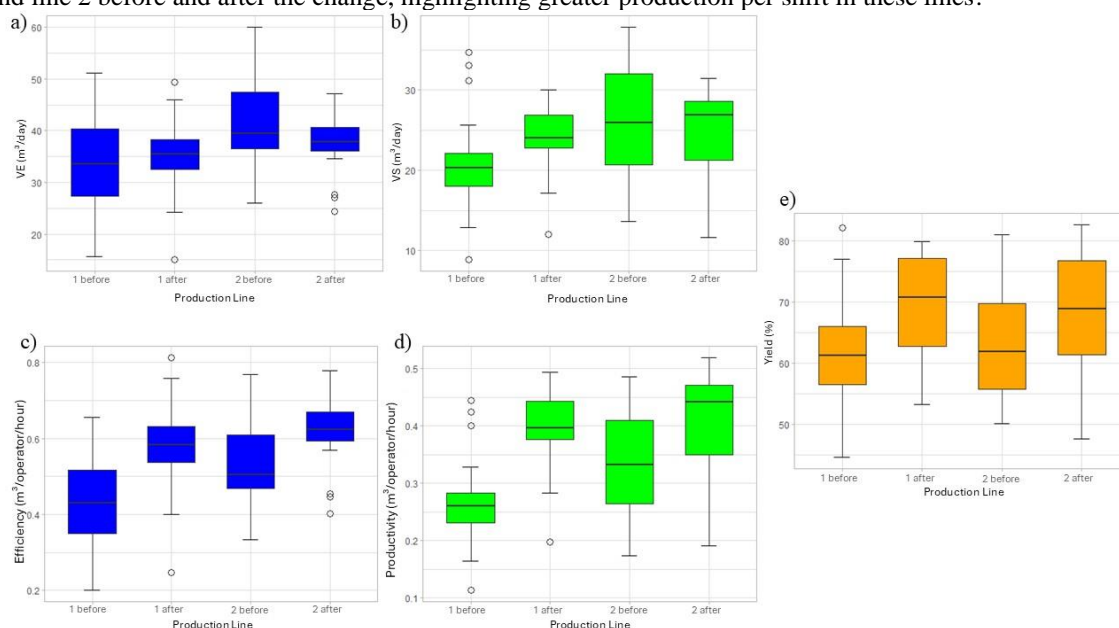 and line 2 before and after the change, highlighting greater production per shift in these lines.
a)
60
50
40
30
20
VE (m³/day)
1 before 1 after 2 before 2 after
Production Line
b)
30
20
10
VS (m³/day)
1 before 1 after 2 before 2 after
Production Line
c)
0.8
0.6
0.4
0.2
Efficiency (m³/operator/hour)
1 before 1 after 2 before 2 after
Production Line
d)
0.5
0.4
0.3
0.2
0.1
Productivity (m³/operator/hour)
1 before 1 after 2 before 2 after
Production Line
e)
80
70
60
50
Yield (%)
1 before 1 after 2 before 2 after
Production Line